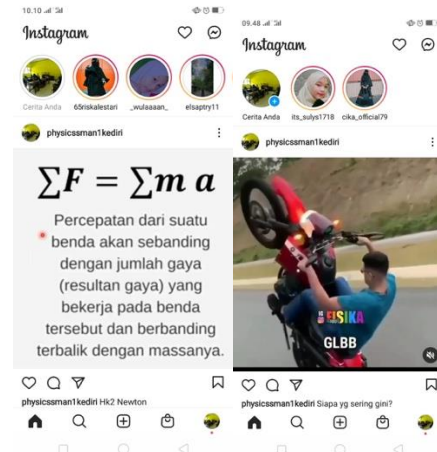 10.10
Instagram
Cerita Anda
65riskalestari
_wulaaaan_
elsaptry11
physicssman1kediri
∑F = ∑m a
Percepatan dari suatu
benda akan sebanding
dengan jumlah gaya
(resultan gaya) yang
bekerja pada benda
tersebut dan berbanding
terbalik dengan massanya.
physicssman1kediri Hk2 Newton
09.48
Instagram
Cerita Anda
its_sulys1718
cika_official79
physicssman1kediri
FISIKA
GLBB
physicssman1kediri Siapa yg sering gini?